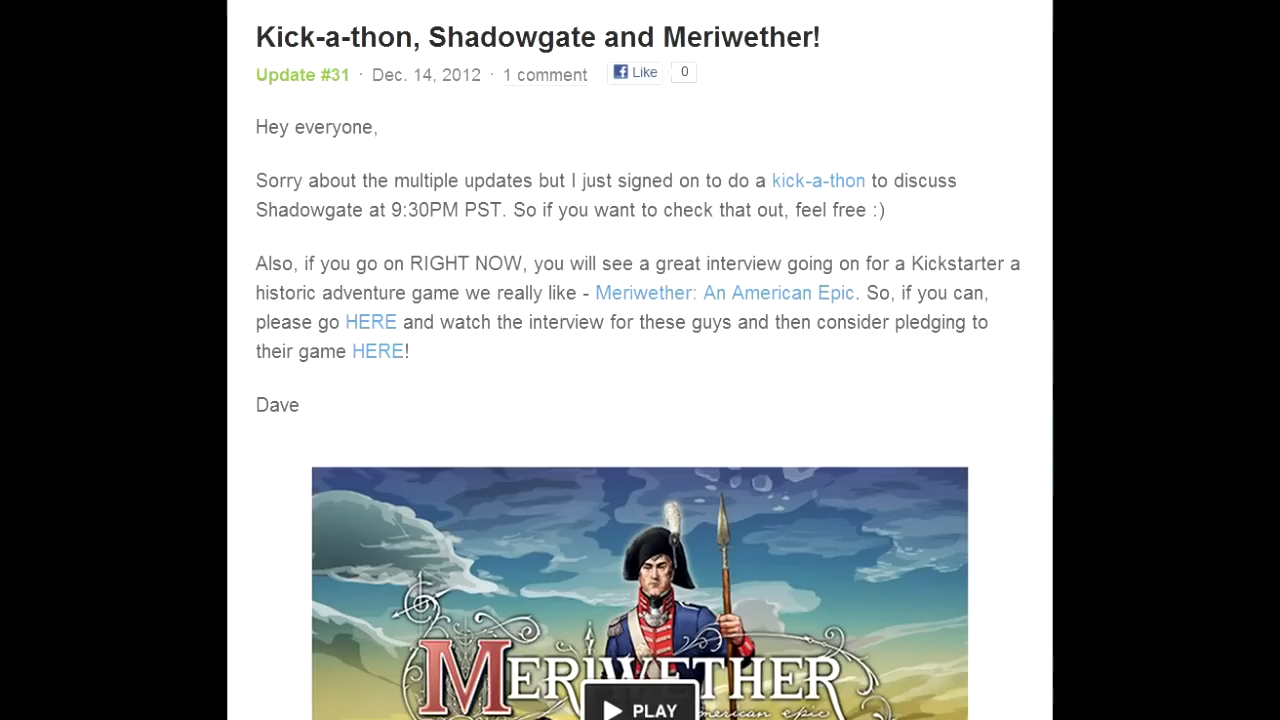 Kick-a-thon, Shadowgate and Meriwether!
Update #31 · Dec. 14, 2012 · 1 comment Like 0
Hey everyone,
Sorry about the multiple updates but I just signed on to do a kick-a-thon to discuss
Shadowgate at 9:30PM PST. So if you want to check that out, feel free :)
Also, if you go on RIGHT NOW, you will see a great interview going on for a Kickstarter a
historic adventure game we really like - Meriwether: An American Epic. So, if you can,
please go HERE and watch the interview for these guys and then consider pledging to
their game HERE!
Dave
MERIWETHER
american epic
PLAY